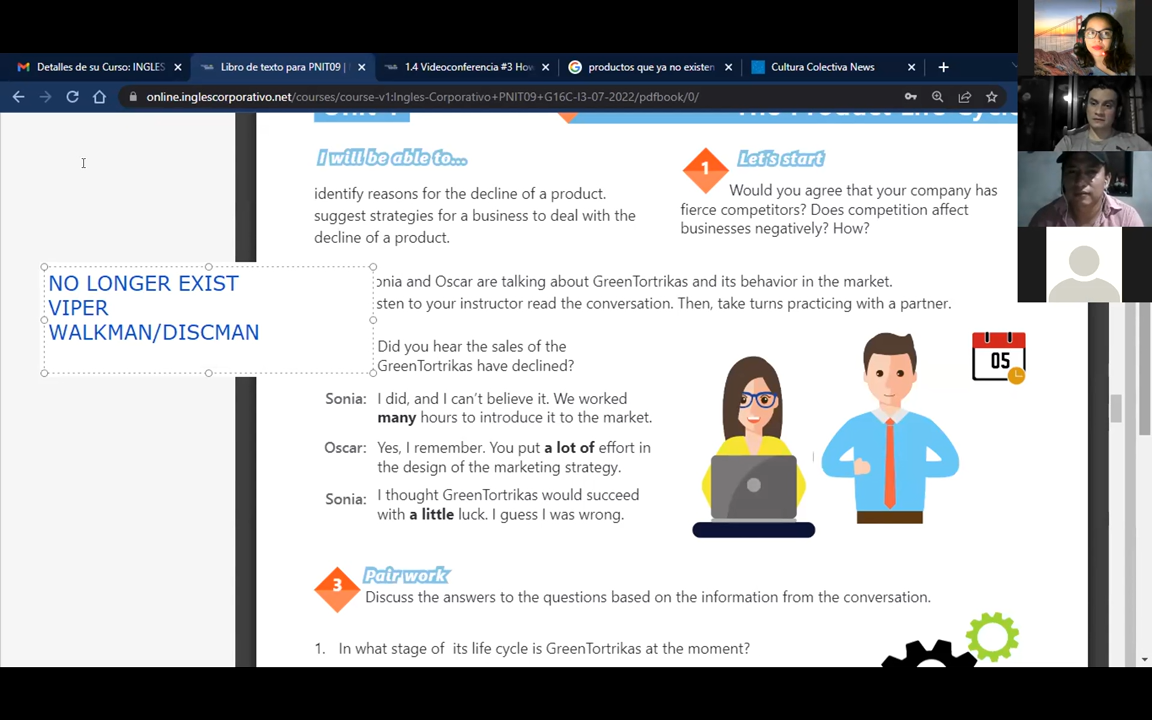 Detalles de su Curso: INGLES
Libro de texto para PNIT09 |
1.4 Videoconferencia #3 How
productos que ya no existen
Cultura Colectiva News
online.inglescorporativo.net/courses/course-v1:Ingles-Corporativo+PNIT09+G16C-I3-07-2022/pdfbook/0/
I will be able to...
identify reasons for the decline of a product.
suggest strategies for a business to deal with the
decline of a product.
1
Let's start
Would you agree that your company has
fierce competitors? Does competition affect
businesses negatively? How?
NO LONGER EXIST
VIPER
WALKMAN/DISCMAN
onia and Oscar are talking about GreenTortrikas and its behavior in the market.
sten to your instructor read the conversation. Then, take turns practicing with a partner.
Did you hear the sales of the
GreenTortrikas have declined?
Sonia: I did, and I can't believe it. We worked
many hours to introduce it to the market.
Oscar: Yes, I remember. You put a lot of effort in
the design of the marketing strategy.
Sonia: I thought GreenTortrikas would succeed
with a little luck. I guess I was wrong.
05
3
Pair work
Discuss the answers to the questions based on the information from the conversation.
1. In what stage of its life cycle is GreenTortrikas at the moment?